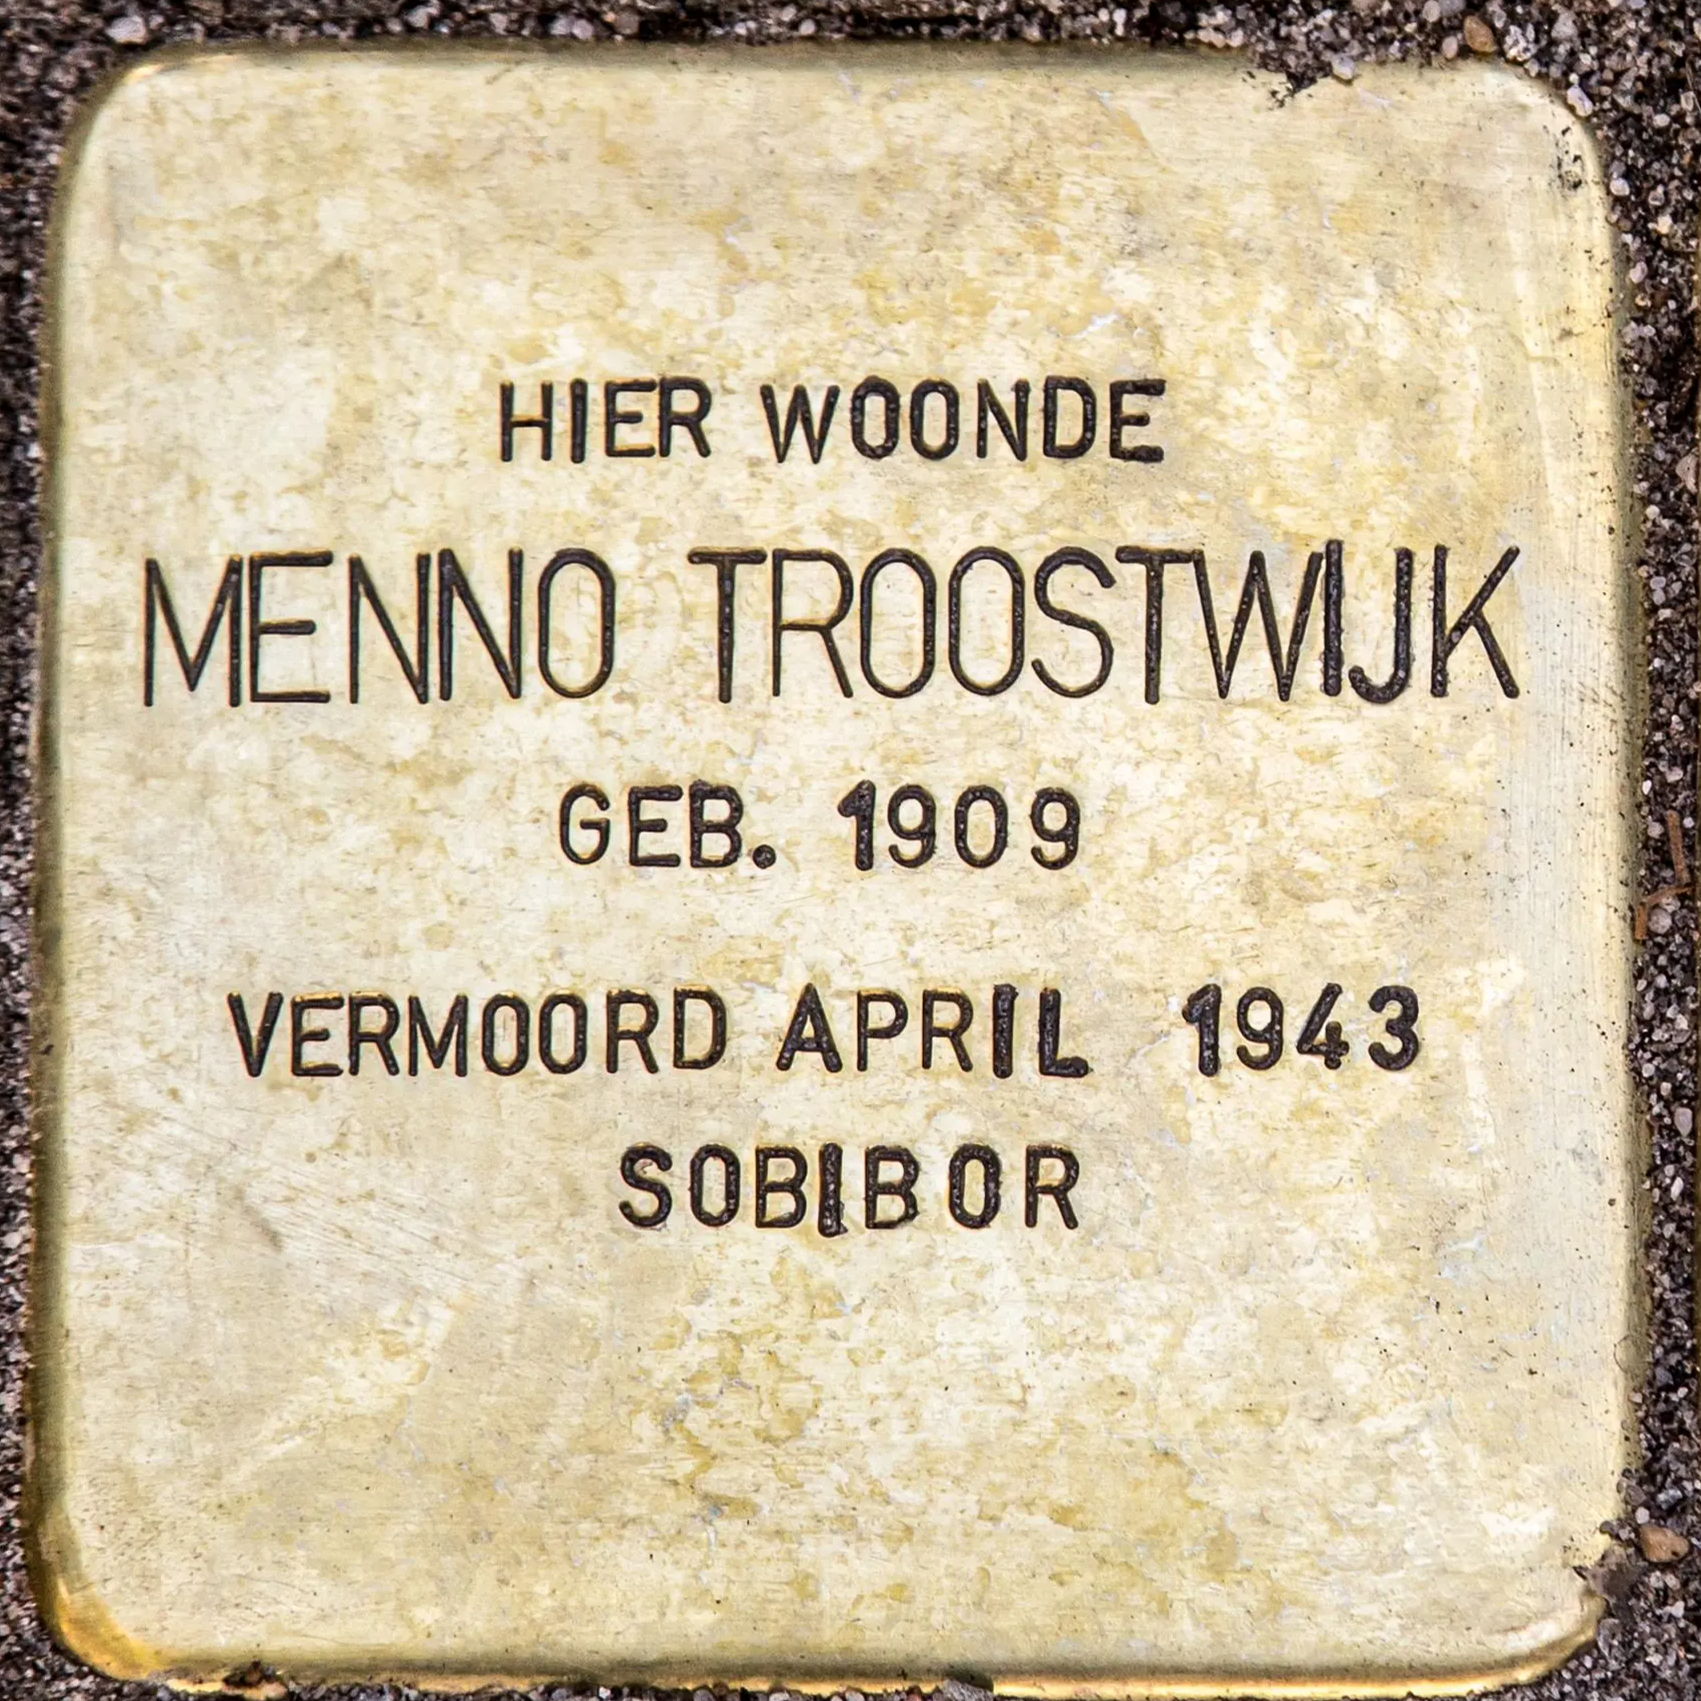 HIER WOONDE
MENNO TROOSTWIJK
GEB. 1909
VERMOORD APRIL 1943
SOBIBOR